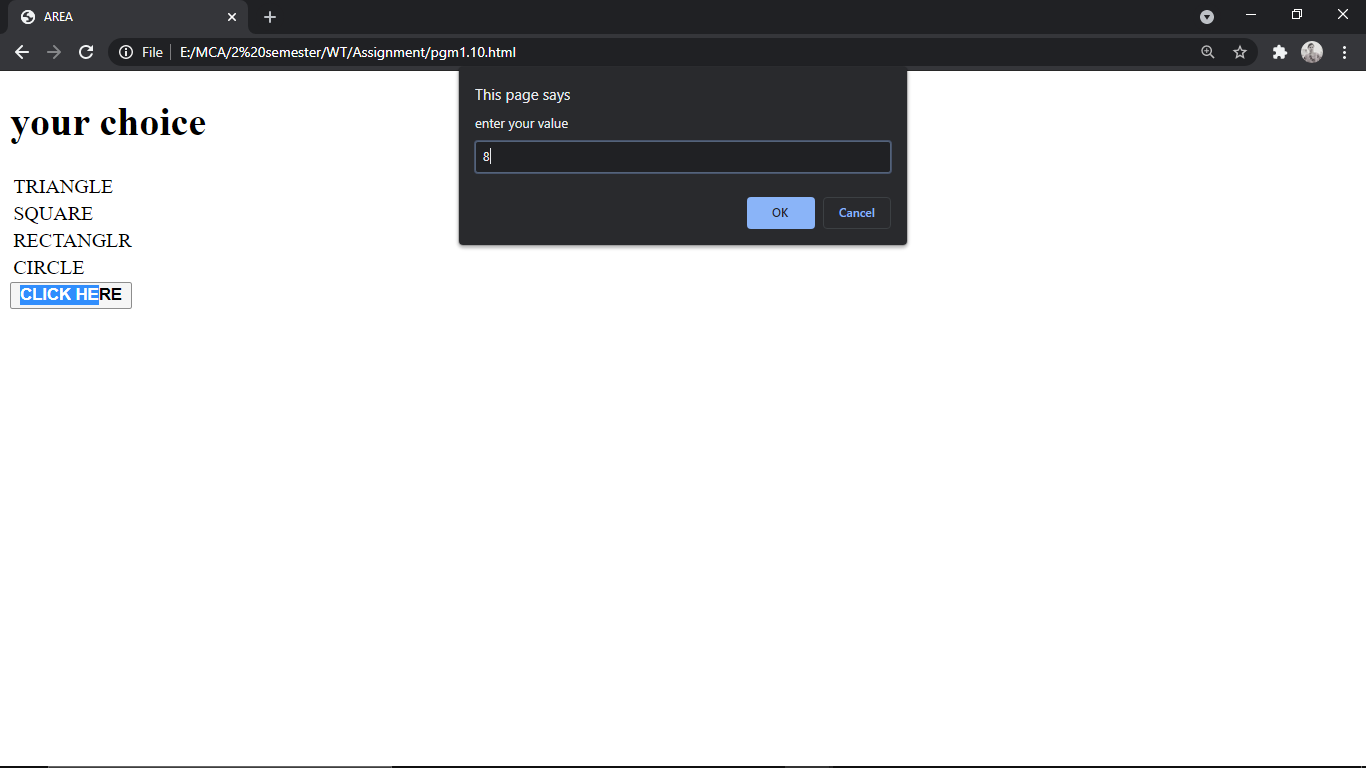 AREA
File
E:/MCA/2%20semester/WT/Assignment/pgm1.10.html
This page says
enter your value
8
OK Cancel
your choice
TRIANGLE
SQUARE
RECTANGLR
CIRCLE
CLICK HERE